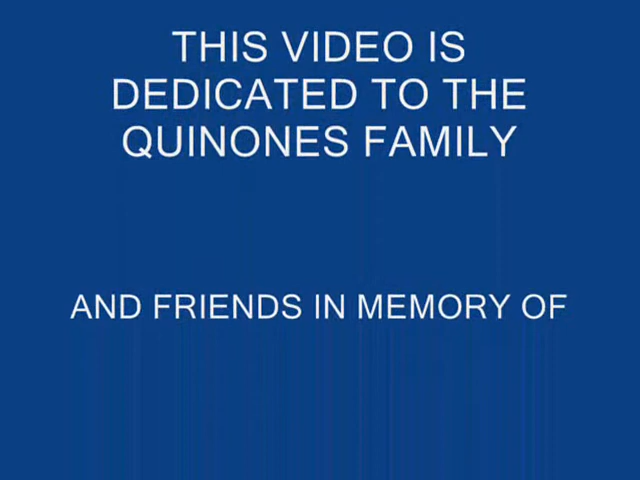 THIS VIDEO IS
DEDICATED TO THE
QUINONES FAMILY
AND FRIENDS IN MEMORY OF